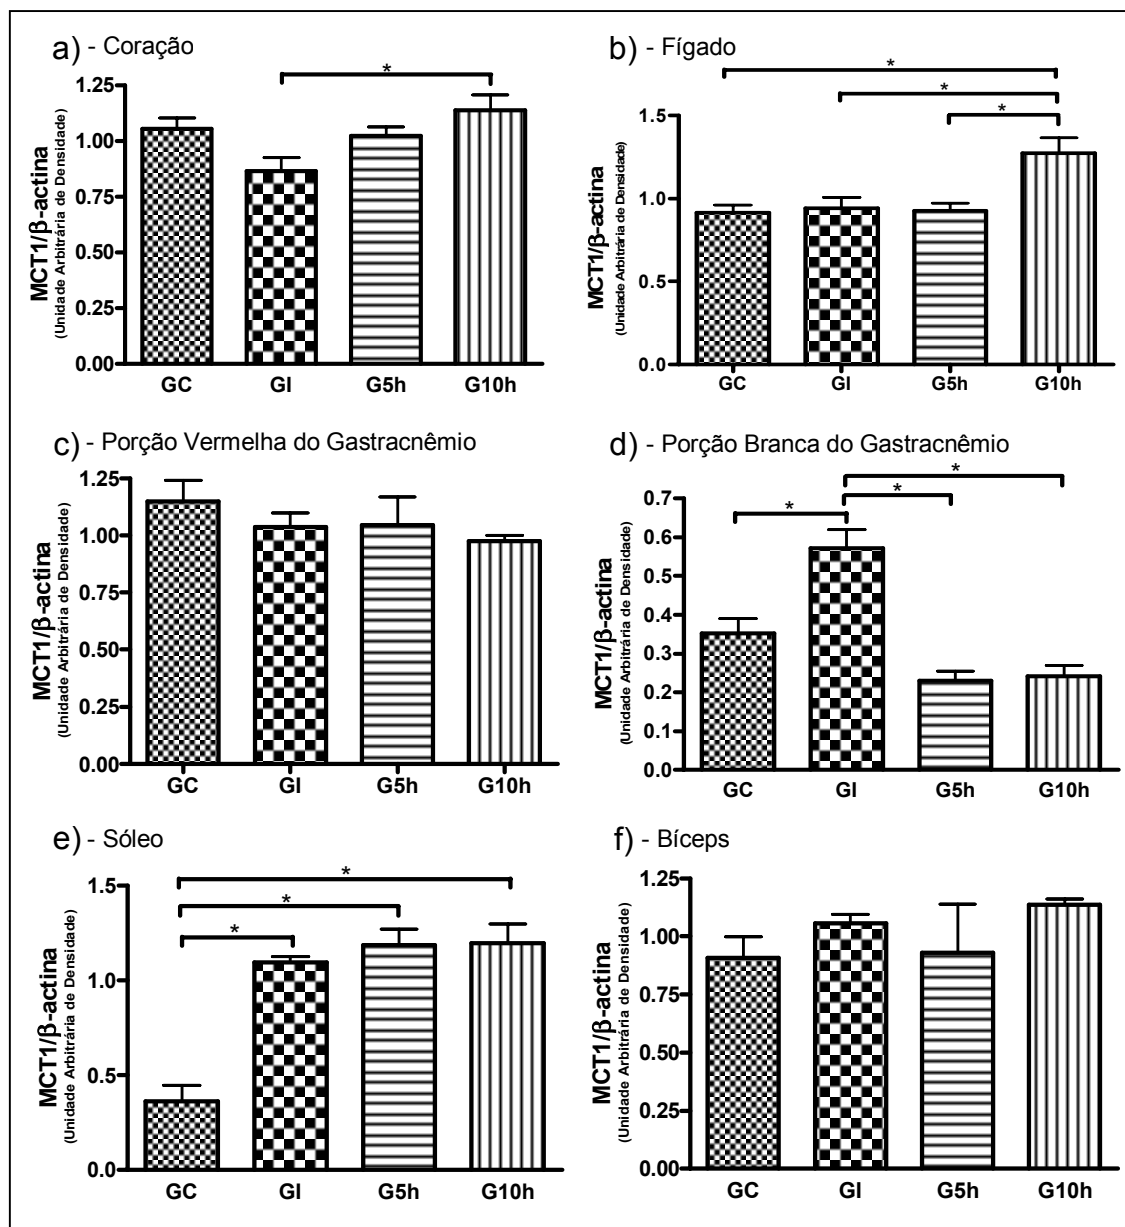 a) - Coração
*
MCT1/β-actina
(Unidade Arbitrária de Densidade)
1.25
1.00
0.75
0.50
0.25
0.00
GC GI G5h G10h
b) - Fígado
*
*
*
MCT1/β-actina
(Unidade Arbitrária de Densidade)
1.5
1.0
0.5
0.0
GC GI G5h G10h
c) - Porção Vermelha do Gastracnêmio
MCT1/β-actina
(Unidade Arbitrária de Densidade)
1.25
1.00
0.75
0.50
0.25
0.00
GC GI G5h G10h
d) - Porção Branca do Gastracnêmio
*
*
*
MCT1/β-actina
(Unidade Arbitrária de Densidade)
0.7
0.6
0.5
0.4
0.3
0.2
0.1
0.0
GC GI G5h G10h
e) - Sóleo
*
*
*
MCT1/β-actina
(Unidade Arbitrária de Densidade)
1.5
1.0
0.5
0.0
GC GI G5h G10h
f) - Bíceps
MCT1/β-actina
(Unidade Arbitrária de Densidade)
1.25
1.00
0.75
0.50
0.25
0.00
GC GI G5h G10h